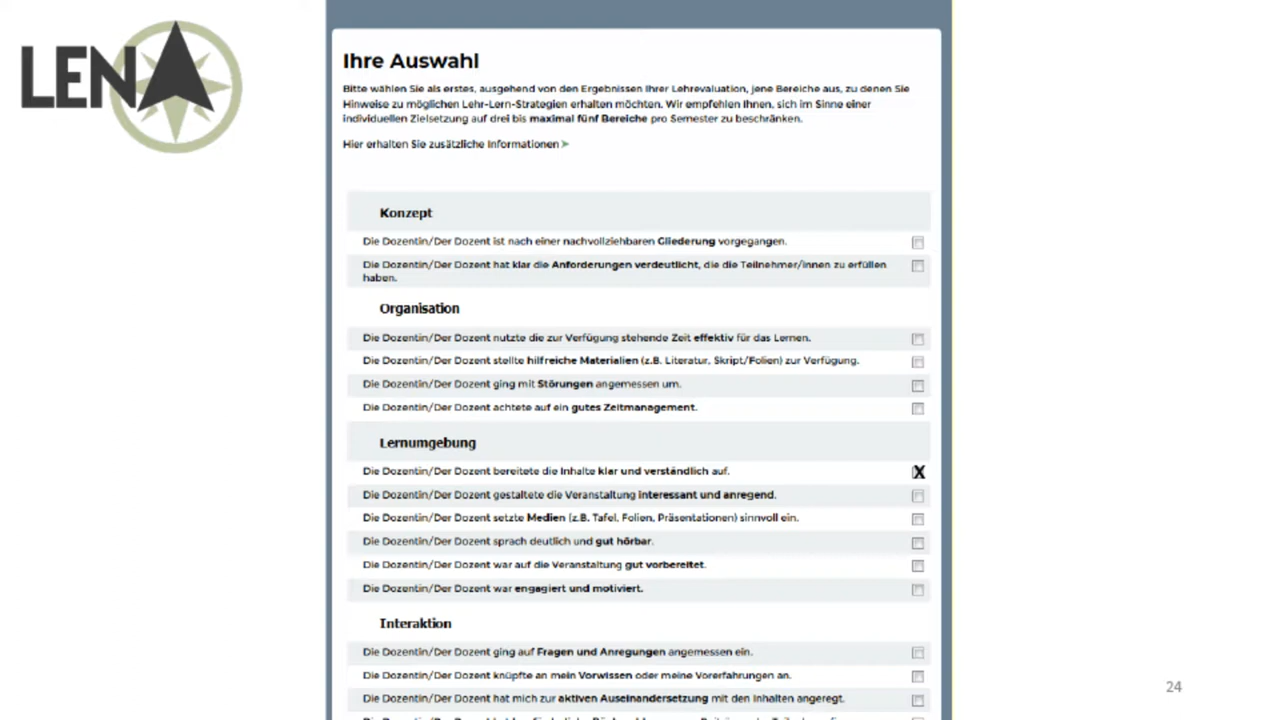 LENA
Ihre Auswahl
Bitte wählen Sie als erstes, ausgehend von den Ergebnissen Ihrer Lehrevaluation, jene Bereiche aus, zu denen Sie
Hinweise zu möglichen Lehr-Lern-Strategien erhalten möchten. Wir empfehlen Ihnen, sich im Sinne einer
individuellen Zielsetzung auf drei bis maximal fünf Bereiche pro Semester zu beschränken.
Hier erhalten Sie zusätzliche Informationen
Konzept
Die Dozentin/Der Dozent ist nach einer nachvollziehbaren Gliederung vorgegangen.
Die Dozentin/Der Dozent hat klar die Anforderungen verdeutlicht, die die Teilnehmer/innen zu erfüllen
haben.
Organisation
Die Dozentin/Der Dozent nutzte die zur Verfügung stehende Zeit effektiv für das Lernen.
Die Dozentin/Der Dozent stellte hilfreiche Materialien (z.B. Literatur, Skript/Folien) zur Verfügung.
Die Dozentin/Der Dozent ging mit Störungen angemessen um.
Die Dozentin/Der Dozent achtete auf ein gutes Zeitmanagement.
Lernumgebung
Die Dozentin/Der Dozent bereitete die Inhalte klar und verständlich auf. X
Die Dozentin/Der Dozent gestaltete die Veranstaltung interessant und anregend.
Die Dozentin/Der Dozent setzte Medien (z.B. Tafel, Folien, Präsentationen) sinnvoll ein.
Die Dozentin/Der Dozent sprach deutlich und gut hörbar.
Die Dozentin/Der Dozent war auf die Veranstaltung gut vorbereitet.
Die Dozentin/Der Dozent war engagiert und motiviert.
Interaktion
Die Dozentin/Der Dozent ging auf Fragen und Anregungen angemessen ein.
Die Dozentin/Der Dozent knüpfte an mein Vorwissen oder meine Vorerfahrungen an.
Die Dozentin/Der Dozent hat mich zur aktiven Auseinandersetzung mit den Inhalten angeregt.
24